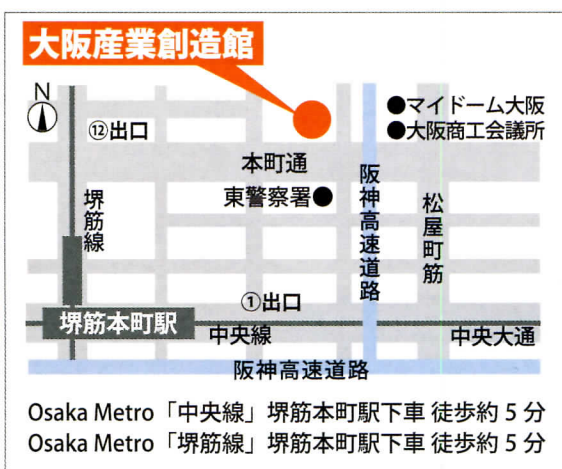 大阪産業創造館
N
⑫出口
●マイドーム大阪
●大阪商工会議所
本町通
東警察署●
堺筋線
阪神高速道路
松屋町筋
①出口
堺筋本町駅
中央線
中央大通
阪神高速道路
Osaka Metro「中央線」堺筋本町駅下車 徒歩約 5 分
Osaka Metro「堺筋線」堺筋本町駅下車 徒歩約 5 分